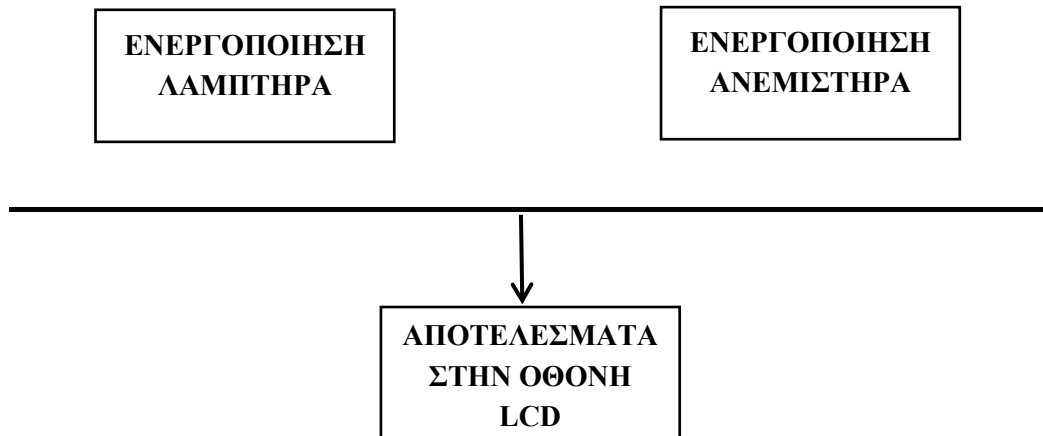 ΕΝΕΡΓΟΠΟΙΗΣΗ
ΛΑΜΠΤΗΡΑ
ΕΝΕΡΓΟΠΟΙΗΣΗ
ΑΝΕΜΙΣΤΗΡΑ
ΑΠΟΤΕΛΕΣΜΑΤΑ
ΣΤΗΝ ΟΘΟΝΗ
LCD